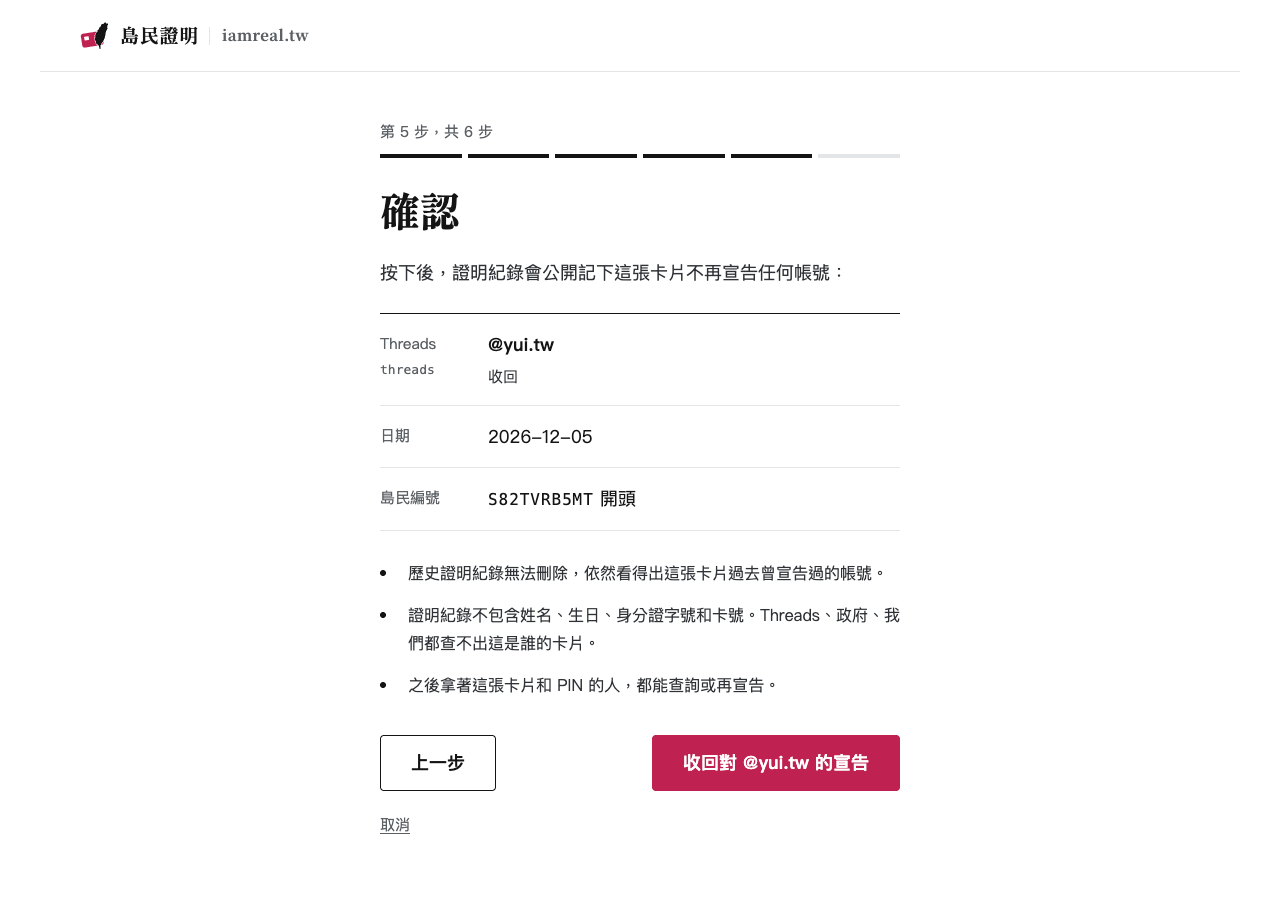 島民證明 iamreal.tw
第 5 步，共 6 步
確認
按下後，證明紀錄會公開記下這張卡片不再宣告任何帳號：
Threads @yui.tw
threads 收回
日期 2026–12–05
島民編號 S82TVRB5MT 開頭
• 歷史證明紀錄無法刪除，依然看得出這張卡片過去曾宣告過的帳號。
• 證明紀錄不包含姓名、生日、身分證字號和卡號。Threads、政府、我
們都查不出這是誰的卡片。
• 之後拿著這張卡片和 PIN 的人，都能查詢或再宣告。
上一步 收回對 @yui.tw 的宣告
取消